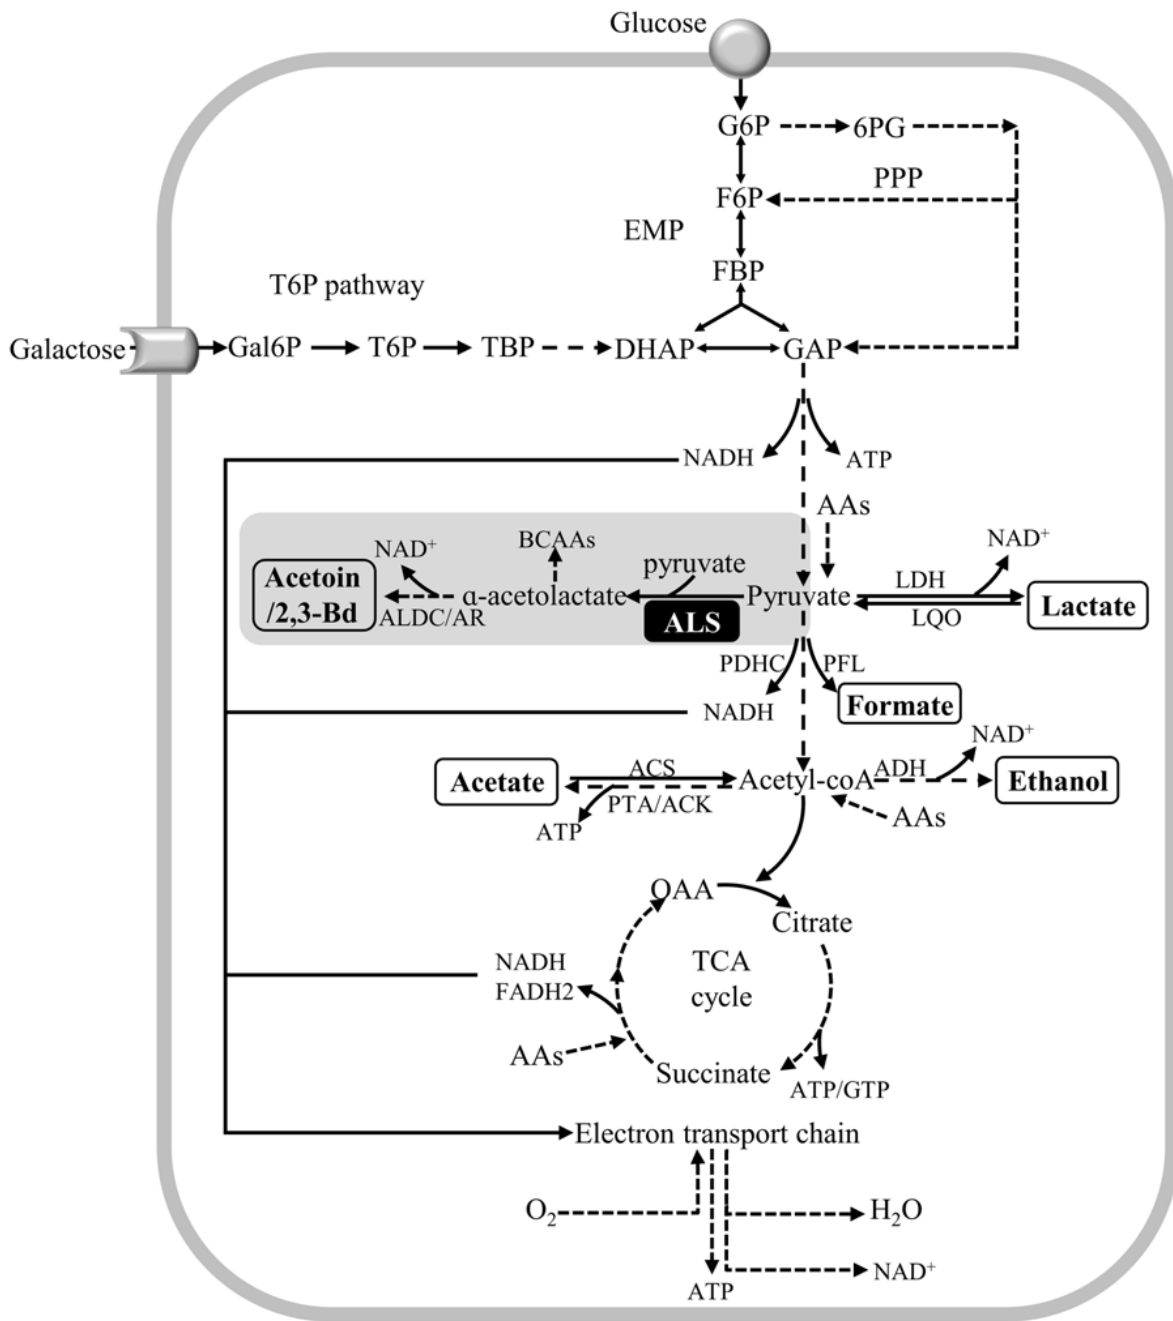 Glucose
G6P
6PG
PPP
F6P
EMP
FBP
T6P pathway
Galactose
Gal6P
T6P
TBP
DHAP
GAP
NADH
ATP
AAs
NAD⁺
BCAAs
pyruvate
NAD⁺
Acetoin
/2,3-Bd
α-acetolactate
Pyruvate
LDH
Lactate
ALDC/AR
ALS
LQO
PDHC
PFL
NADH
Formate
NAD⁺
Acetate
ACS
Acetyl-coA
ADH
Ethanol
PTA/ACK
ATP
AAs
OAA
Citrate
TCA
cycle
NADH
FADH2
AAs
Succinate
ATP/GTP
Electron transport chain
O₂
H₂O
NAD⁺
ATP